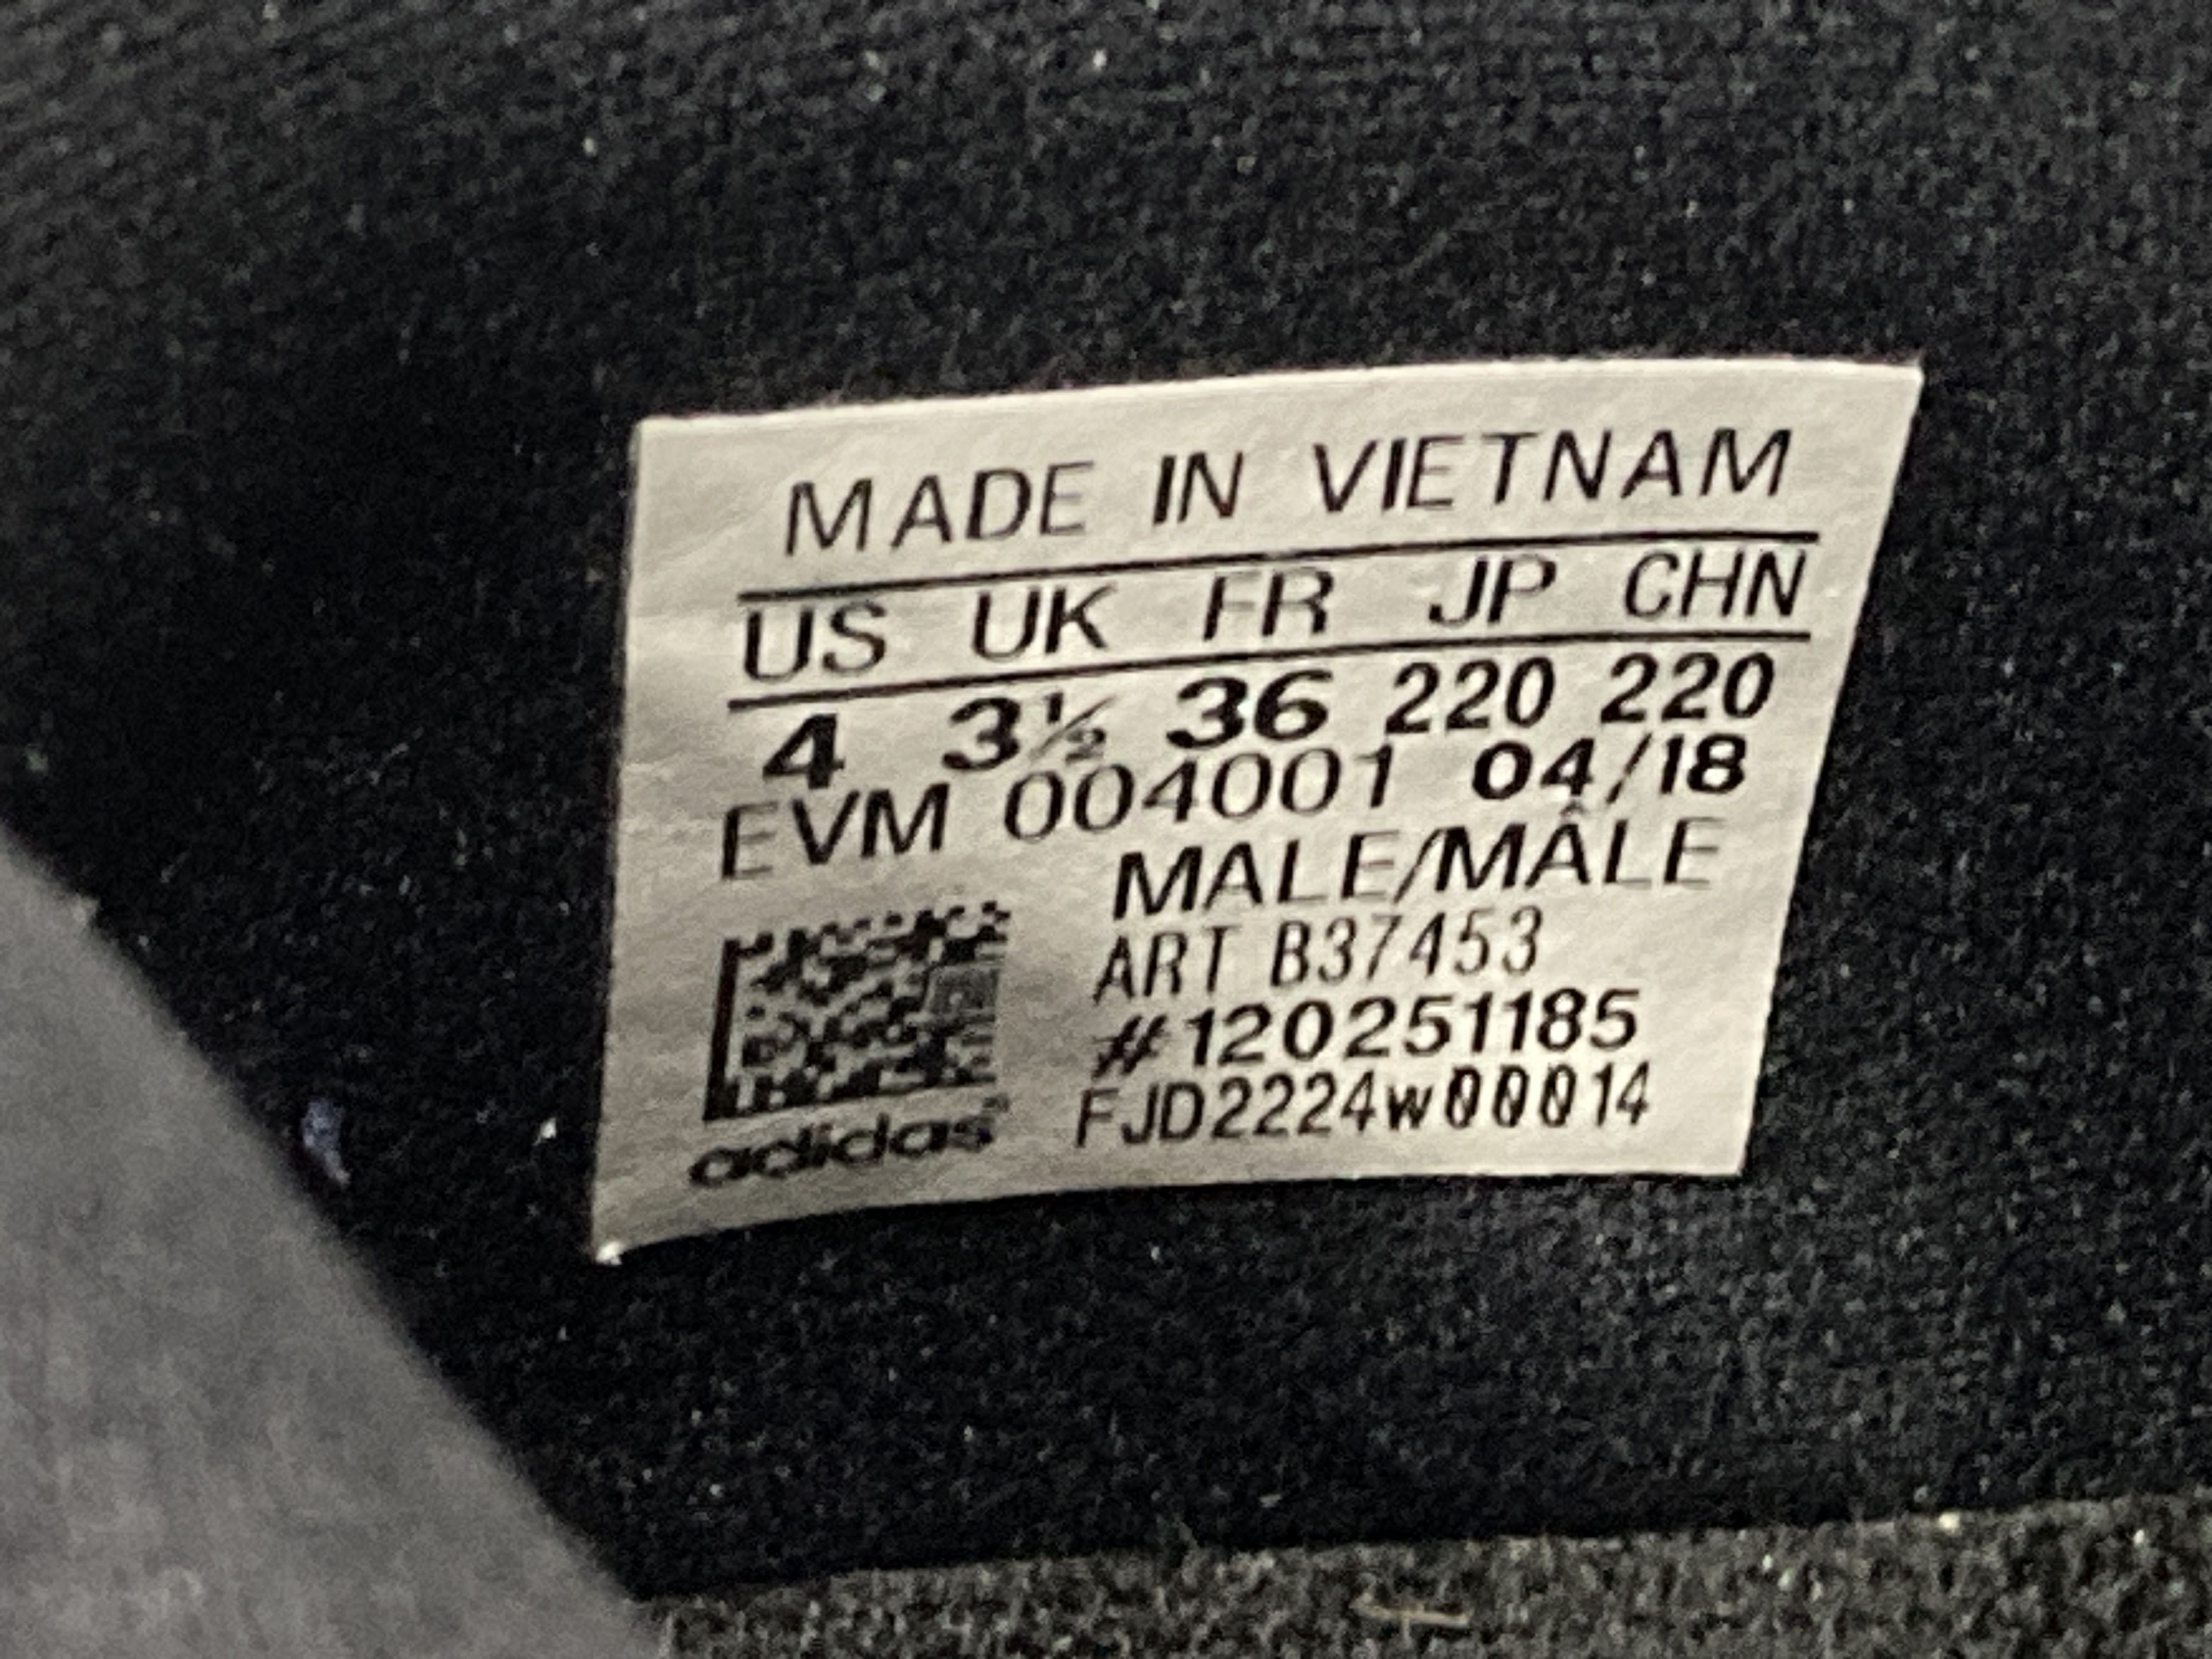 MADE IN VIETNAM
US UK FR JP CHN
4 3½ 36 220 220
EVM 004001 04/18
MALE/MÂLE
ART B37453
#120251185
FJD2224w00014
adidas